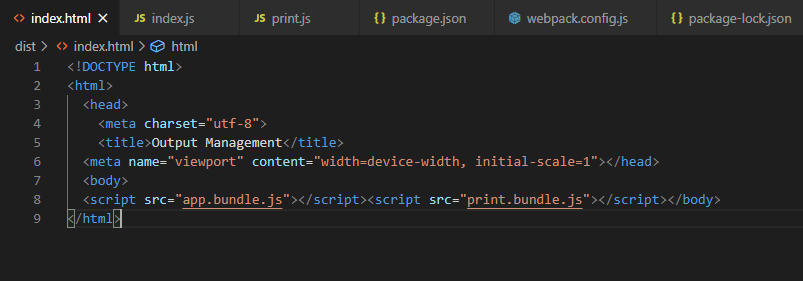 <> index.html × JS index.js JS print.js {} package.json webpack.config.js {} package-lock.json
dist > <> index.html > html
1 <!DOCTYPE html>
2 <html>
3 <head>
4 <meta charset="utf-8">
5 <title>Output Management</title>
6 <meta name="viewport" content="width=device-width, initial-scale=1"></head>
7 <body>
8 <script src="app.bundle.js"></script><script src="print.bundle.js"></script></body>
9 </html>